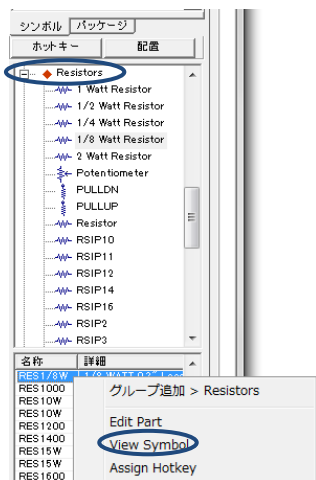 シンボル パッケージ
ホットキー 配置
Resistors
1 Watt Resistor
1/2 Watt Resistor
1/4 Watt Resistor
1/8 Watt Resistor
2 Watt Resistor
Potentiometer
PULLDN
PULLUP
Resistor
RSIP10
RSIP11
RSIP12
RSIP14
RSIP16
RSIP2
RSIP3
名称 詳細
RES1/8W 1/8 WATT
RES1000
RES10W
RES10W
RES1200
RES1400
RES15W
RES15W
RES1600
グループ追加 > Resistors
Edit Part
View Symbol
Assign Hotkey